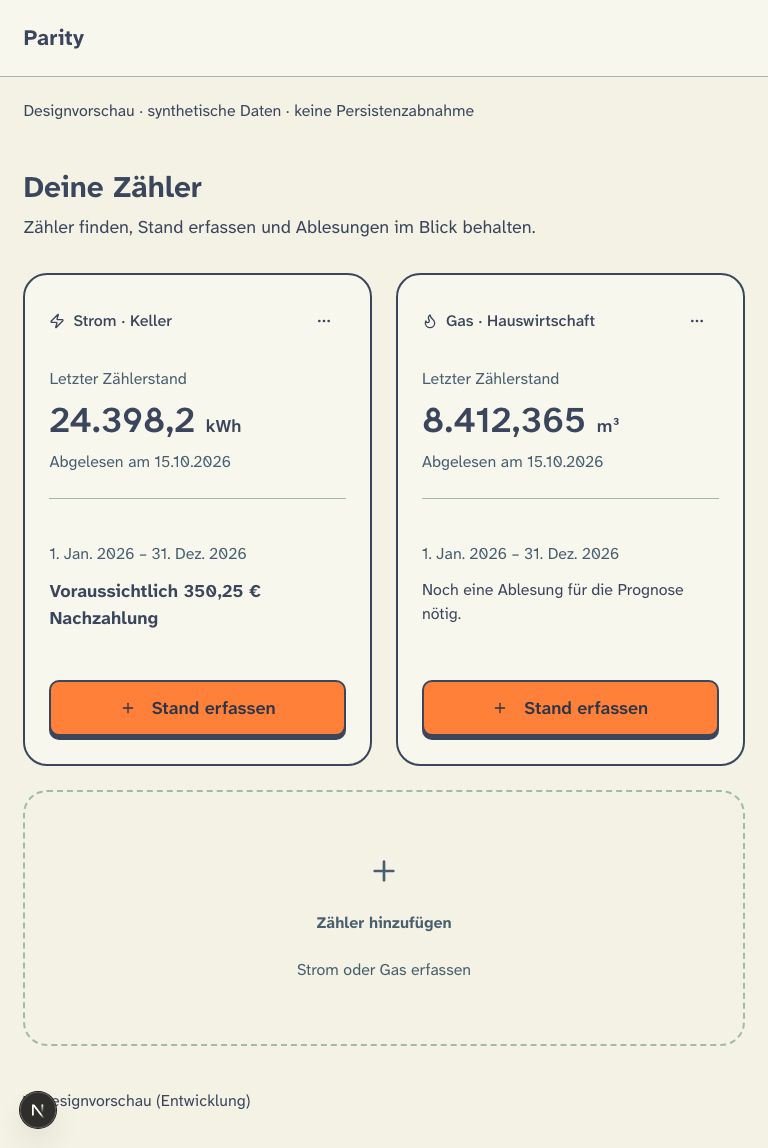 Parity
Designvorschau · synthetische Daten · keine Persistenzabnahme
Deine Zähler
Zähler finden, Stand erfassen und Ablesungen im Blick behalten.
Strom · Keller
Letzter Zählerstand
24.398,2 kWh
Abgelesen am 15.10.2026
1. Jan. 2026 – 31. Dez. 2026
Voraussichtlich 350,25 €
Nachzahlung
+ Stand erfassen
Gas · Hauswirtschaft
Letzter Zählerstand
8.412,365 m³
Abgelesen am 15.10.2026
1. Jan. 2026 – 31. Dez. 2026
Noch eine Ablesung für die Prognose
nötig.
+ Stand erfassen
Zähler hinzufügen
Strom oder Gas erfassen
(Entwicklung)